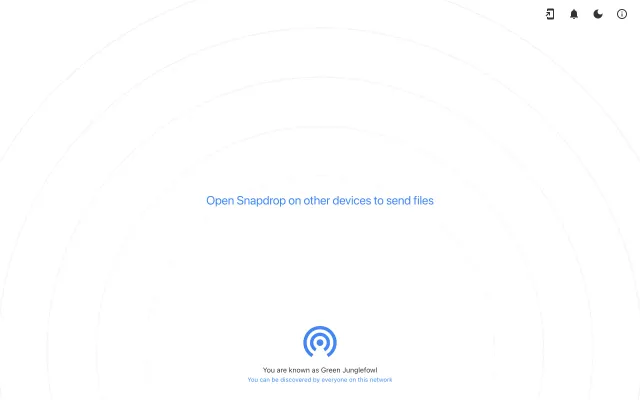 Open Snapdrop on other devices to send files
You are known as Green Junglefowl
You can be discovered by everyone on this network